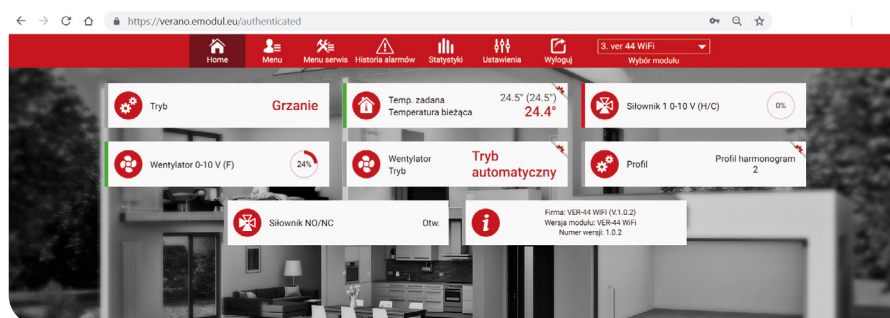 https://verano.emodul.eu/authenticated
Home
Menu
Menu serwis
Historia alarmów
Statystyki
Ustawienia
Wyloguj
3. ver 44 WiFi
Wybór modułu
Tryb
Grzanie
Temp. zadana
24.5° (24.5°)
Temperatura bieżąca
24.4°
Siłownik 1 0-10 V (H/C)
0%
Wentylator 0-10 V (F)
24%
Wentylator
Tryb
Tryb
automatyczny
Profil
Profil harmonogram
2
Siłownik NO/NC
Otw.
i
Firma: VER-44 WIFI (V.1.0.2)
Wersja modułu: VER-44 WiFi
Numer wersji: 1.0.2